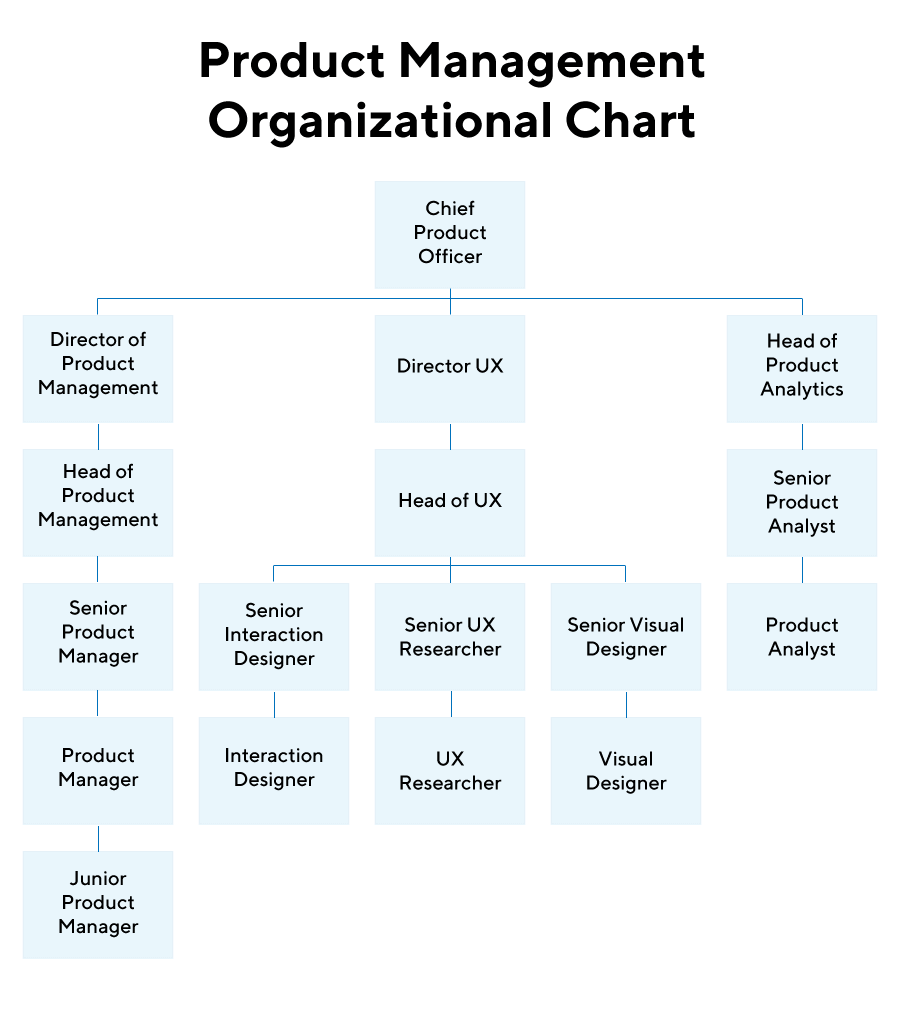 Product Management
Organizational Chart
Chief
Product
Officer
Director of
Product
Management
Director UX
Head of
Product
Analytics
Head of
Product
Management
Head of UX
Senior
Product
Analyst
Senior
Product
Manager
Senior
Interaction
Designer
Senior UX
Researcher
Senior Visual
Designer
Product
Analyst
Product
Manager
Interaction
Designer
UX
Researcher
Visual
Designer
Junior
Product
Manager